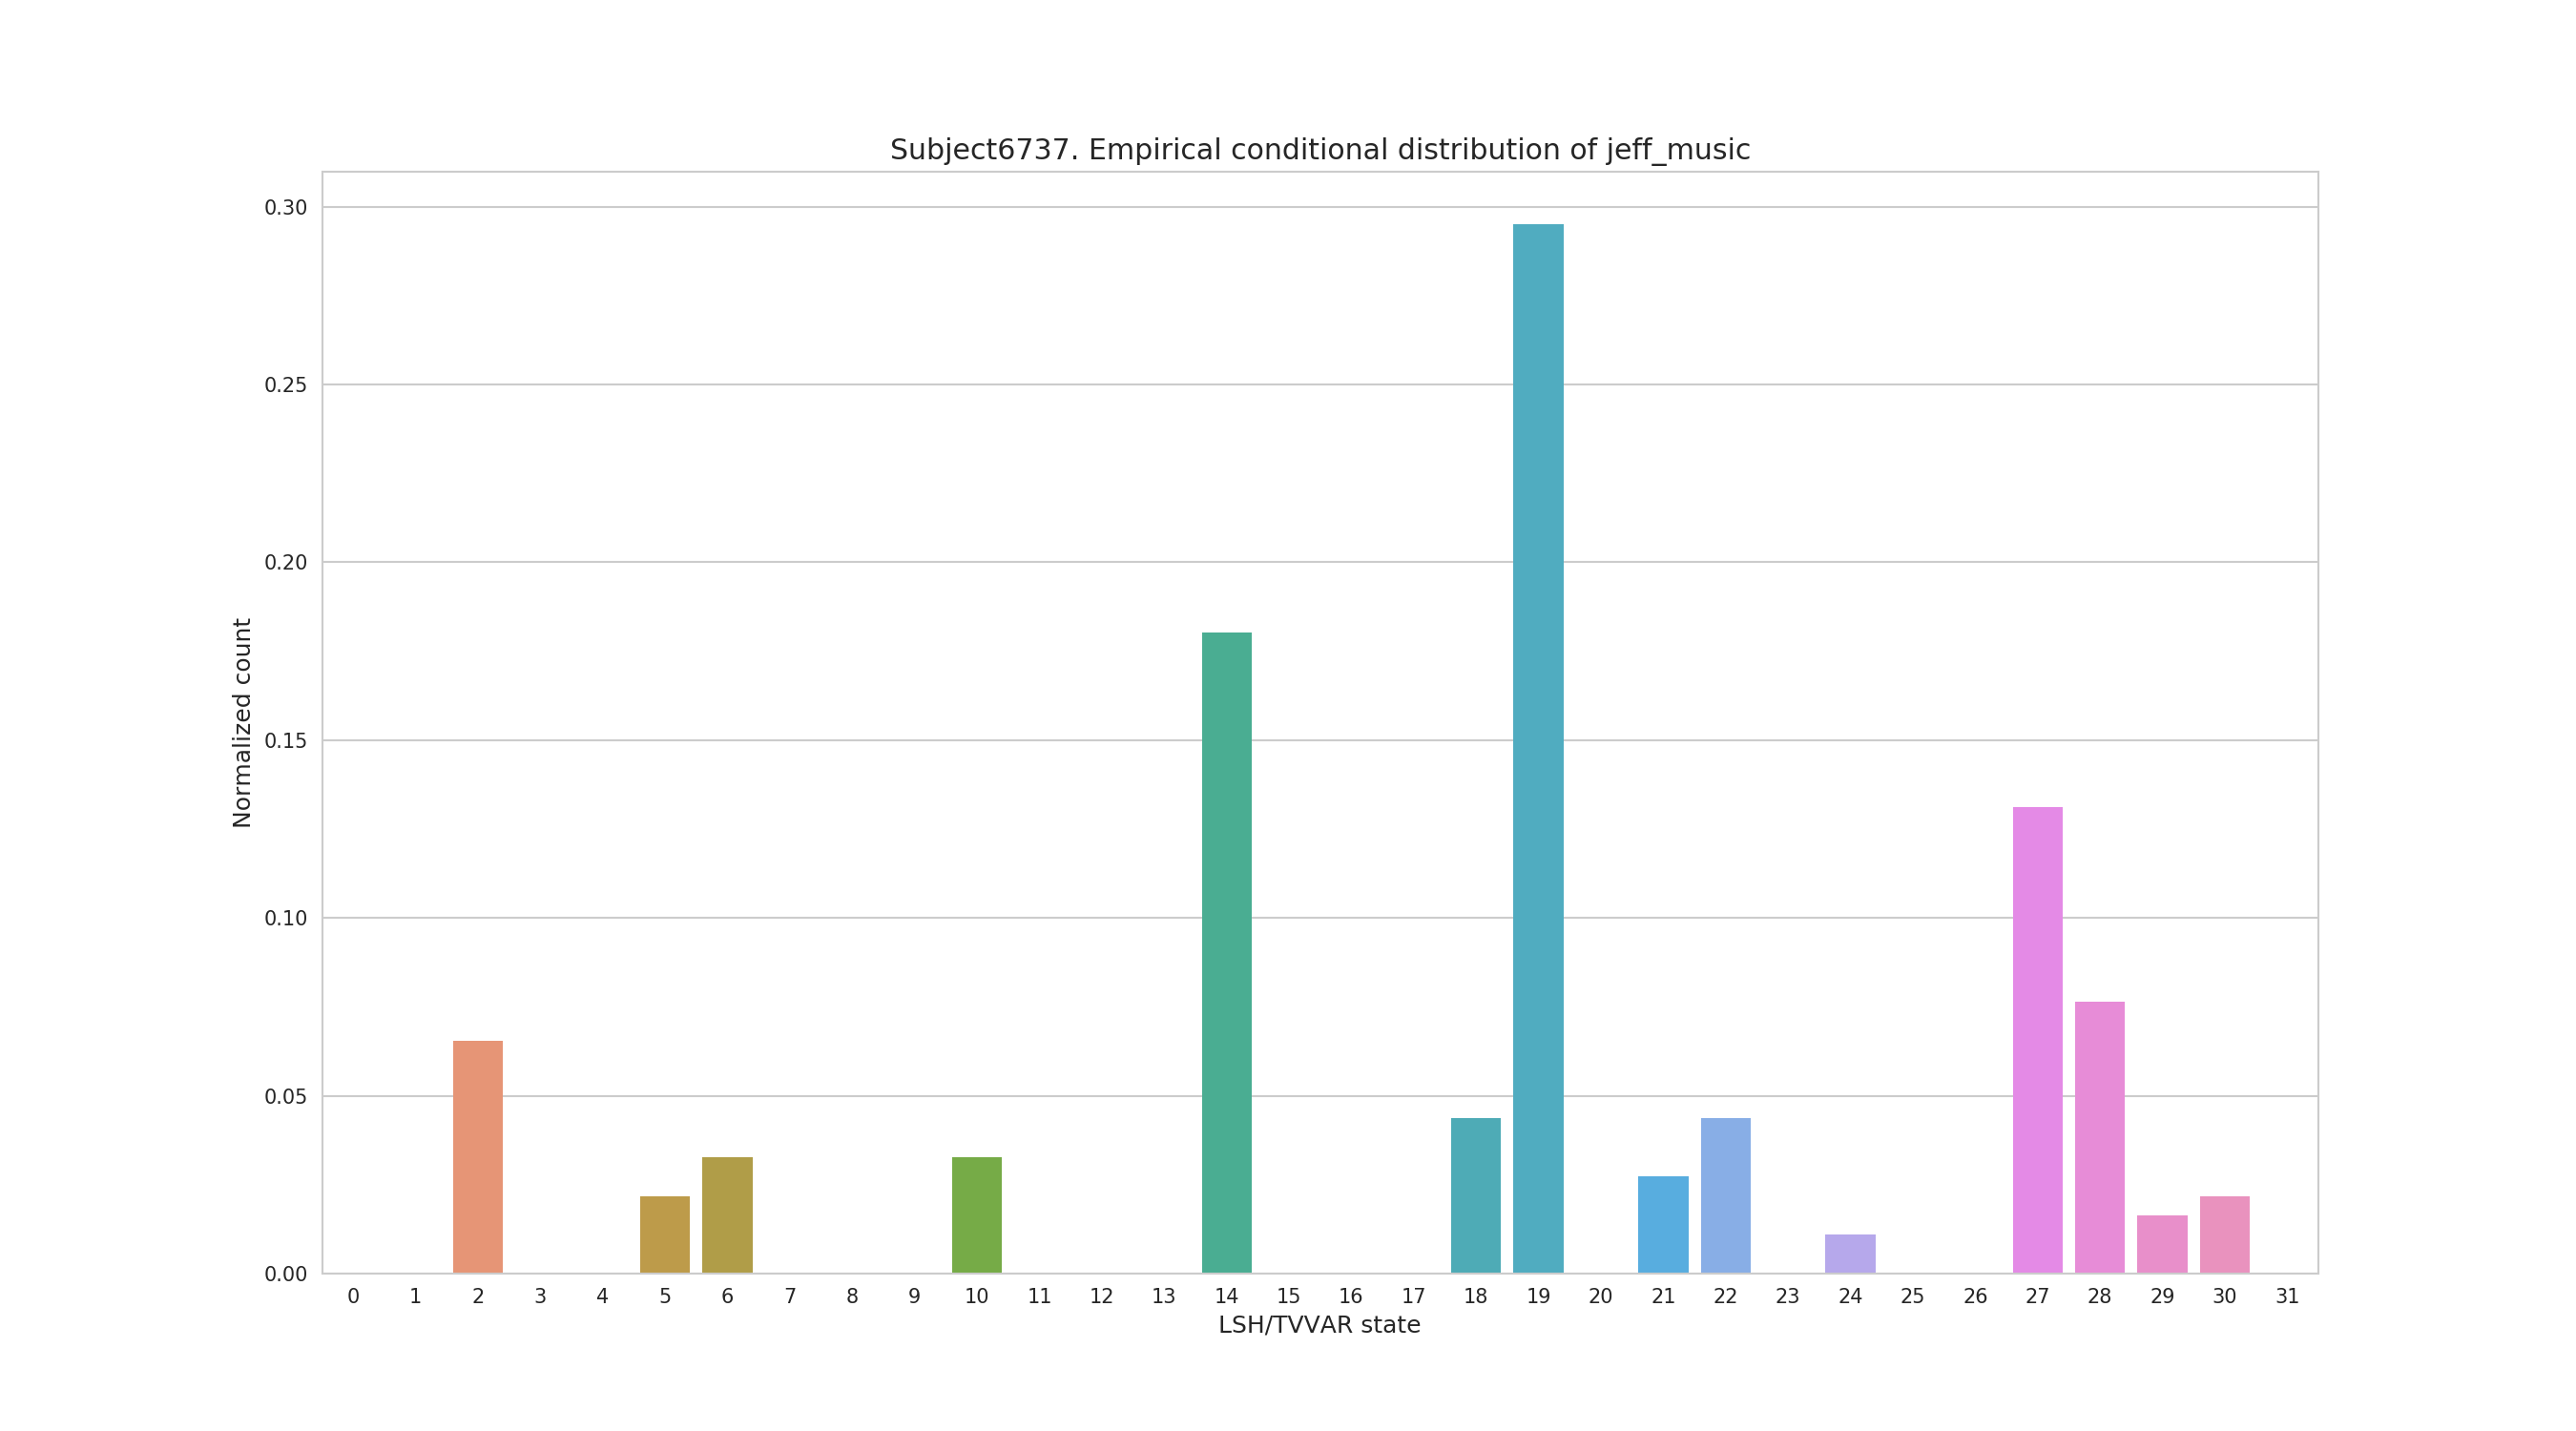 Subject6737. Empirical conditional distribution of jeff_music
0.30
0.25
0.20
0.15
0.10
0.05
0.00
Normalized count
0 1 2 3 4 5 6 7 8 9 10 11 12 13 14 15 16 17 18 19 20 21 22 23 24 25 26 27 28 29 30 31
LSH/TVVAR state